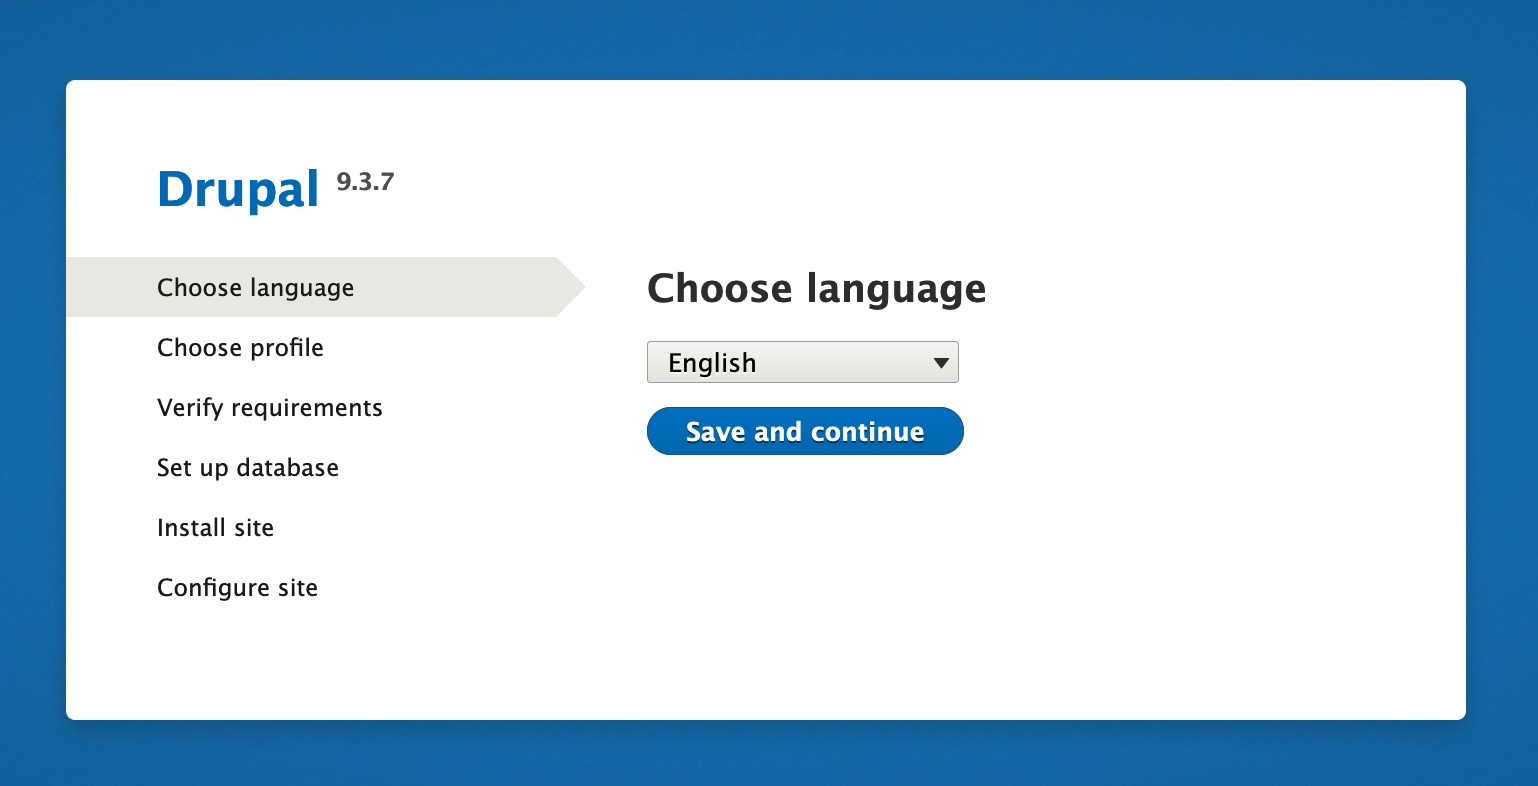 Drupal 9.3.7
Choose language
Choose profile
Verify requirements
Set up database
Install site
Configure site
Choose language
English
Save and continue